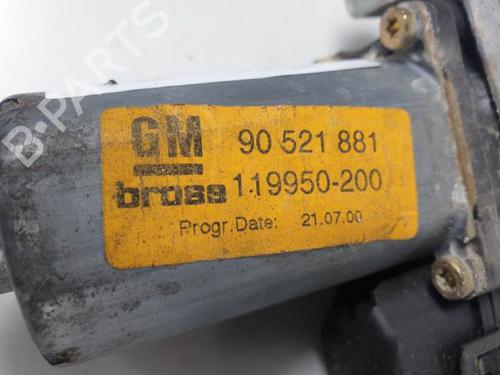 B-PARTS
GM 90 521 881
brose 119950-200
Progr.Date: 21.07.00